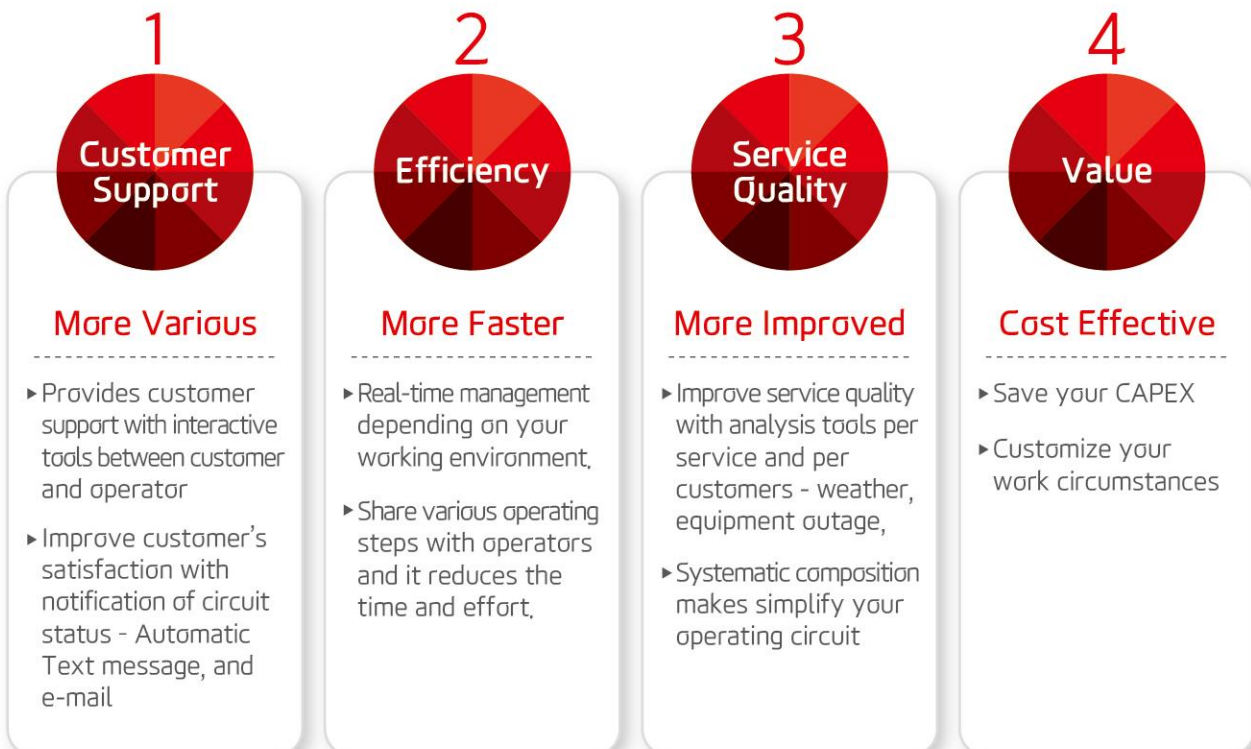 1
Customer
Support
More Various
▸ Provides customer
support with interactive
tools between customer
and operator
▸ Improve customer's
satisfaction with
notification of circuit
status - Automatic
Text message, and
e-mail
2
Efficiency
More Faster
▸ Real-time management
depending on your
working environment.
▸ Share various operating
steps with operators
and it reduces the
time and effort.
3
Service
Quality
More Improved
▸ Improve service quality
with analysis tools per
service and per
customers - weather,
equipment outage,
▸ Systematic composition
makes simplify your
operating circuit
4
Value
Cost Effective
▸ Save your CAPEX
▸ Customize your
work circumstances